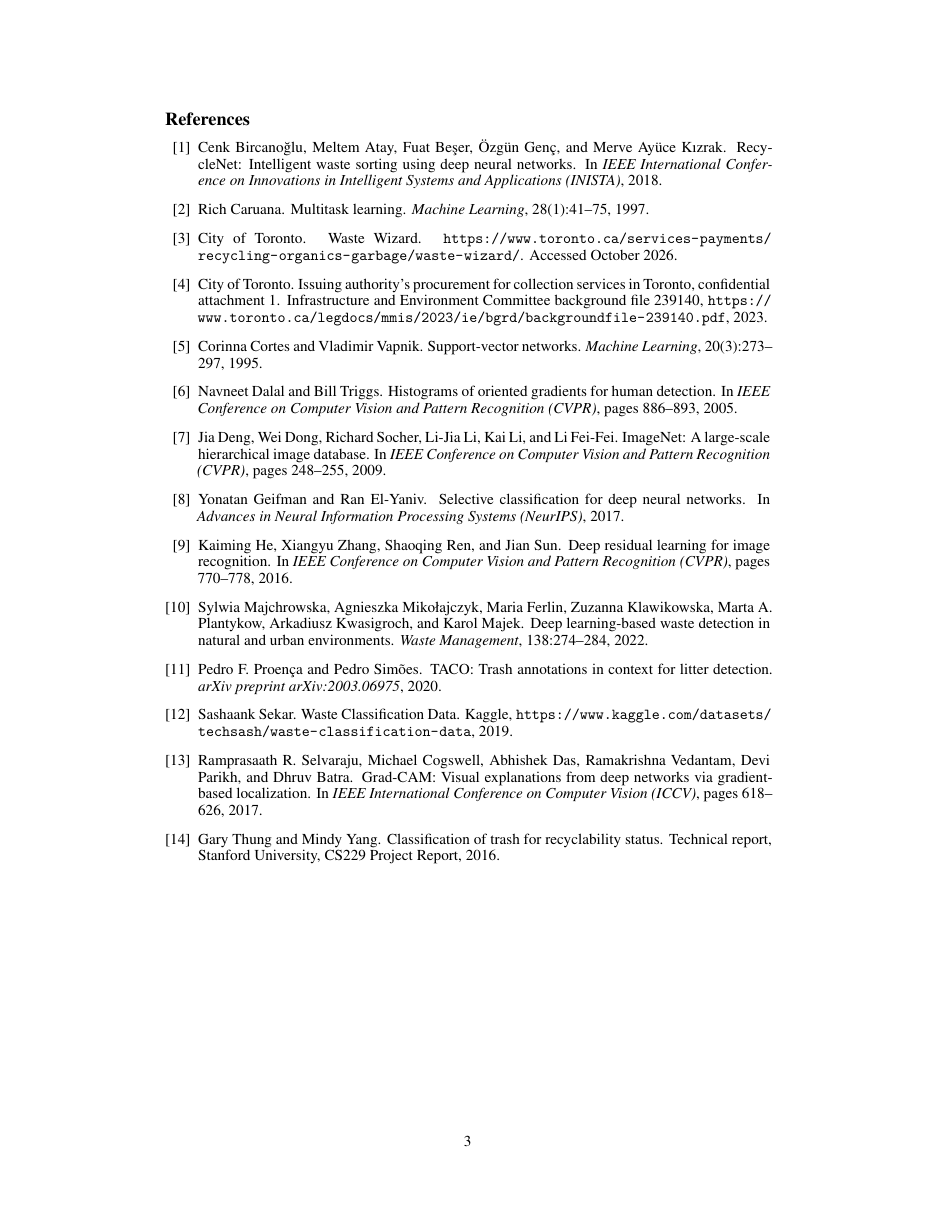 References
[1] Cenk Bircanoğlu, Meltem Atay, Fuat Beşer, Özgün Genç, and Merve Ayüce Kızrak. Recy-
cleNet: Intelligent waste sorting using deep neural networks. In IEEE International Confer-
ence on Innovations in Intelligent Systems and Applications (INISTA), 2018.
[2] Rich Caruana. Multitask learning. Machine Learning, 28(1):41–75, 1997.
[3] City of Toronto. Waste Wizard. https://www.toronto.ca/services-payments/
recycling-organics-garbage/waste-wizard/. Accessed October 2026.
[4] City of Toronto. Issuing authority's procurement for collection services in Toronto, confidential
attachment 1. Infrastructure and Environment Committee background file 239140, https://
www.toronto.ca/legdocs/mmis/2023/ie/bgrd/backgroundfile-239140.pdf, 2023.
[5] Corinna Cortes and Vladimir Vapnik. Support-vector networks. Machine Learning, 20(3):273–
297, 1995.
[6] Navneet Dalal and Bill Triggs. Histograms of oriented gradients for human detection. In IEEE
Conference on Computer Vision and Pattern Recognition (CVPR), pages 886–893, 2005.
[7] Jia Deng, Wei Dong, Richard Socher, Li-Jia Li, Kai Li, and Li Fei-Fei. ImageNet: A large-scale
hierarchical image database. In IEEE Conference on Computer Vision and Pattern Recognition
(CVPR), pages 248–255, 2009.
[8] Yonatan Geifman and Ran El-Yaniv. Selective classification for deep neural networks. In
Advances in Neural Information Processing Systems (NeurIPS), 2017.
[9] Kaiming He, Xiangyu Zhang, Shaoqing Ren, and Jian Sun. Deep residual learning for image
recognition. In IEEE Conference on Computer Vision and Pattern Recognition (CVPR), pages
770–778, 2016.
[10] Sylwia Majchrowska, Agnieszka Mikołajczyk, Maria Ferlin, Zuzanna Klawikowska, Marta A.
Plantykow, Arkadiusz Kwasigroch, and Karol Majek. Deep learning-based waste detection in
natural and urban environments. Waste Management, 138:274–284, 2022.
[11] Pedro F. Proença and Pedro Simões. TACO: Trash annotations in context for litter detection.
arXiv preprint arXiv:2003.06975, 2020.
[12] Sashaank Sekar. Waste Classification Data. Kaggle, https://www.kaggle.com/datasets/
techsash/waste-classification-data, 2019.
[13] Ramprasaath R. Selvaraju, Michael Cogswell, Abhishek Das, Ramakrishna Vedantam, Devi
Parikh, and Dhruv Batra. Grad-CAM: Visual explanations from deep networks via gradient-
based localization. In IEEE International Conference on Computer Vision (ICCV), pages 618–
626, 2017.
[14] Gary Thung and Mindy Yang. Classification of trash for recyclability status. Technical report,
Stanford University, CS229 Project Report, 2016.
3